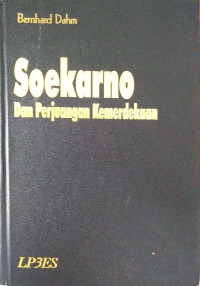 Bernhard Dahm
Soekarno
Dan Perjuangan Kemerdekaan
LP3ES